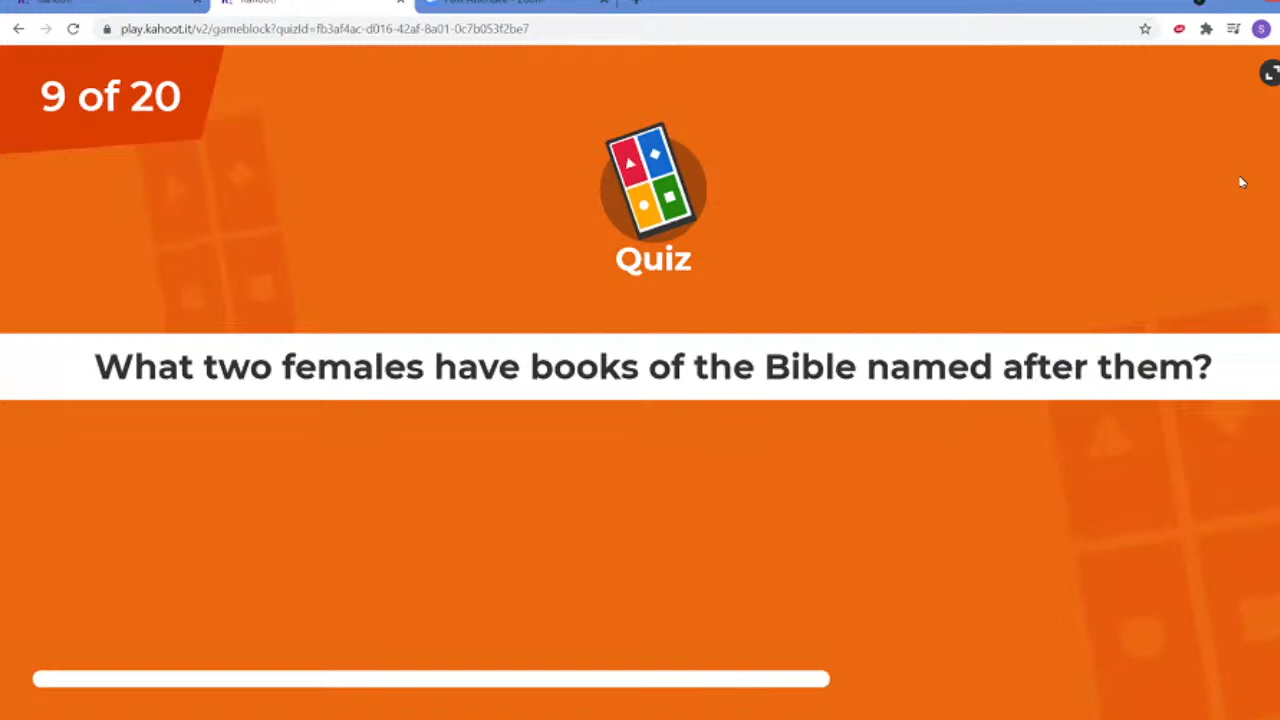 play.kahoot.it/v2/gameblock?quizId=fb3af4ac-d016-42af-8a01-0c7b053f2be7
S
9 of 20
Quiz
What two females have books of the Bible named after them?